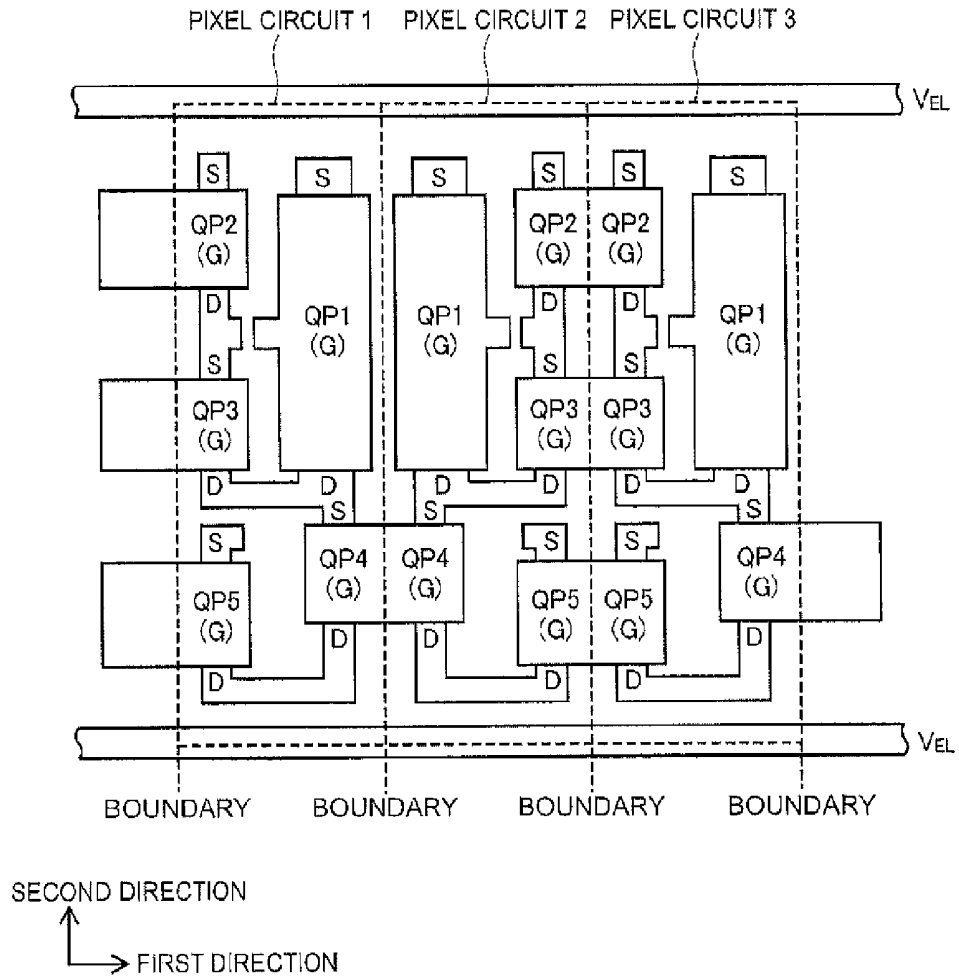 PIXEL CIRCUIT 1 PIXEL CIRCUIT 2 PIXEL CIRCUIT 3
VEL
S S S S S S
QP2 QP2 QP2
(G) (G) (G)
D D D
QP1 QP1 QP1
(G) (G) (G)
S S S
QP3 QP3 QP3
(G) (G) (G)
D D D D D D
S S S
S S S
QP4 QP4 QP4
(G) (G) (G)
QP5 QP5 QP5
(G) (G) (G)
D D D
D D D
VEL
BOUNDARY BOUNDARY BOUNDARY BOUNDARY
SECOND DIRECTION
FIRST DIRECTION